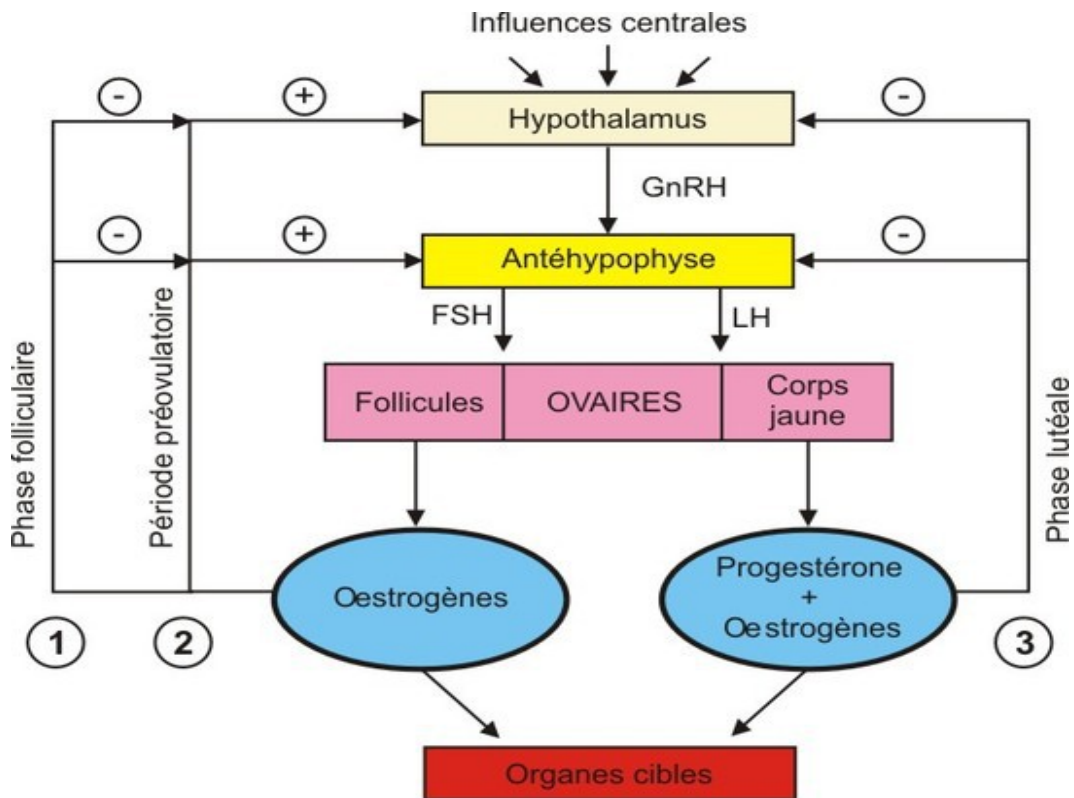 Influences centrales
- + -
Hypothalamus
GnRH
- + -
Antéhypophyse
FSH LH
Phase folliculaire
Période préovulatoire
Phase lutéale
Follicules
OVAIRES
Corps
jaune
Oestrogènes
Progestérone
+
Oestrogènes
1 2 3
Organes cibles